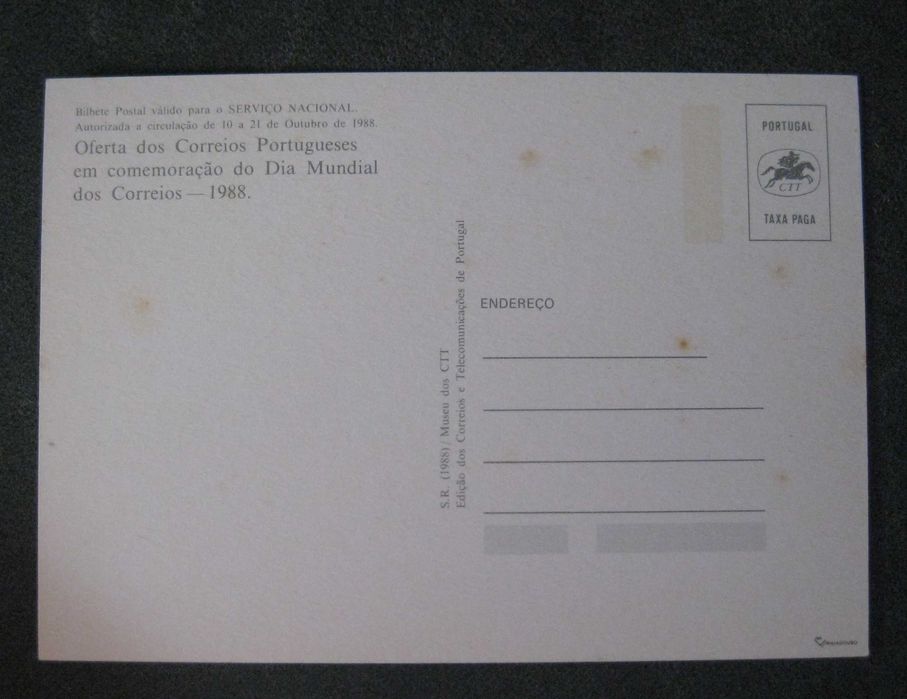 Bilhete Postal válido para o SERVIÇO NACIONAL.
Autorizada a circulação de 10 a 21 de Outubro de 1988.
Oferta dos Correios Portugueses
em comemoração do Dia Mundial
dos Correios — 1988.
PORTUGAL
CTT
TAXA PAGA
S.R. (1988) / Museu dos CTT
Edição dos Correios e Telecomunicações de Portugal
ENDEREÇO